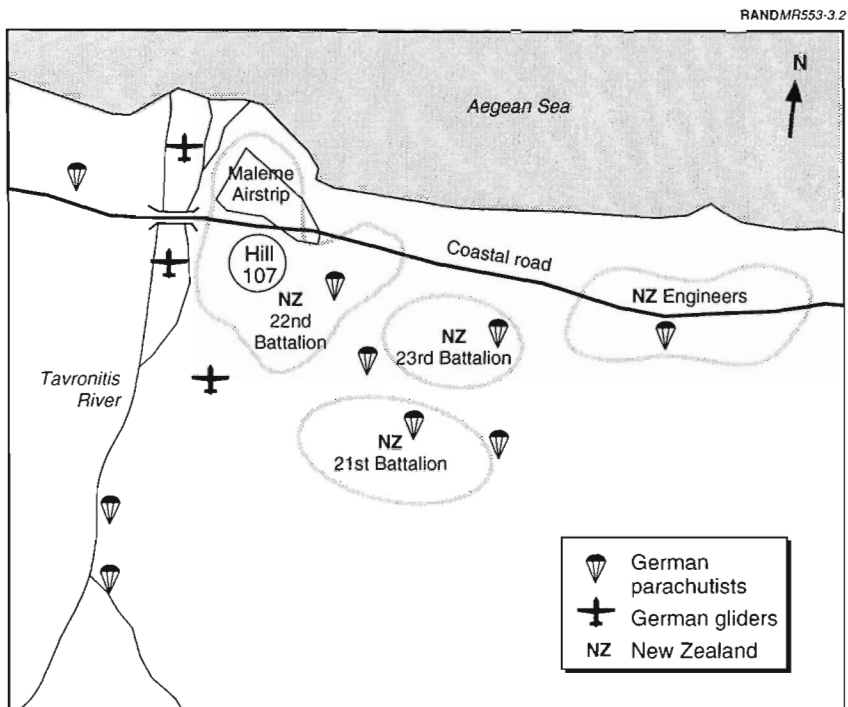 RANDMR553-3.2
N
Aegean Sea
Maleme
Airstrip
Hill
107
Coastal road
NZ
22nd
Battalion
NZ Engineers
NZ
23rd Battalion
Tavronitis
River
NZ
21st Battalion
German
parachutists
German gliders
NZ New Zealand